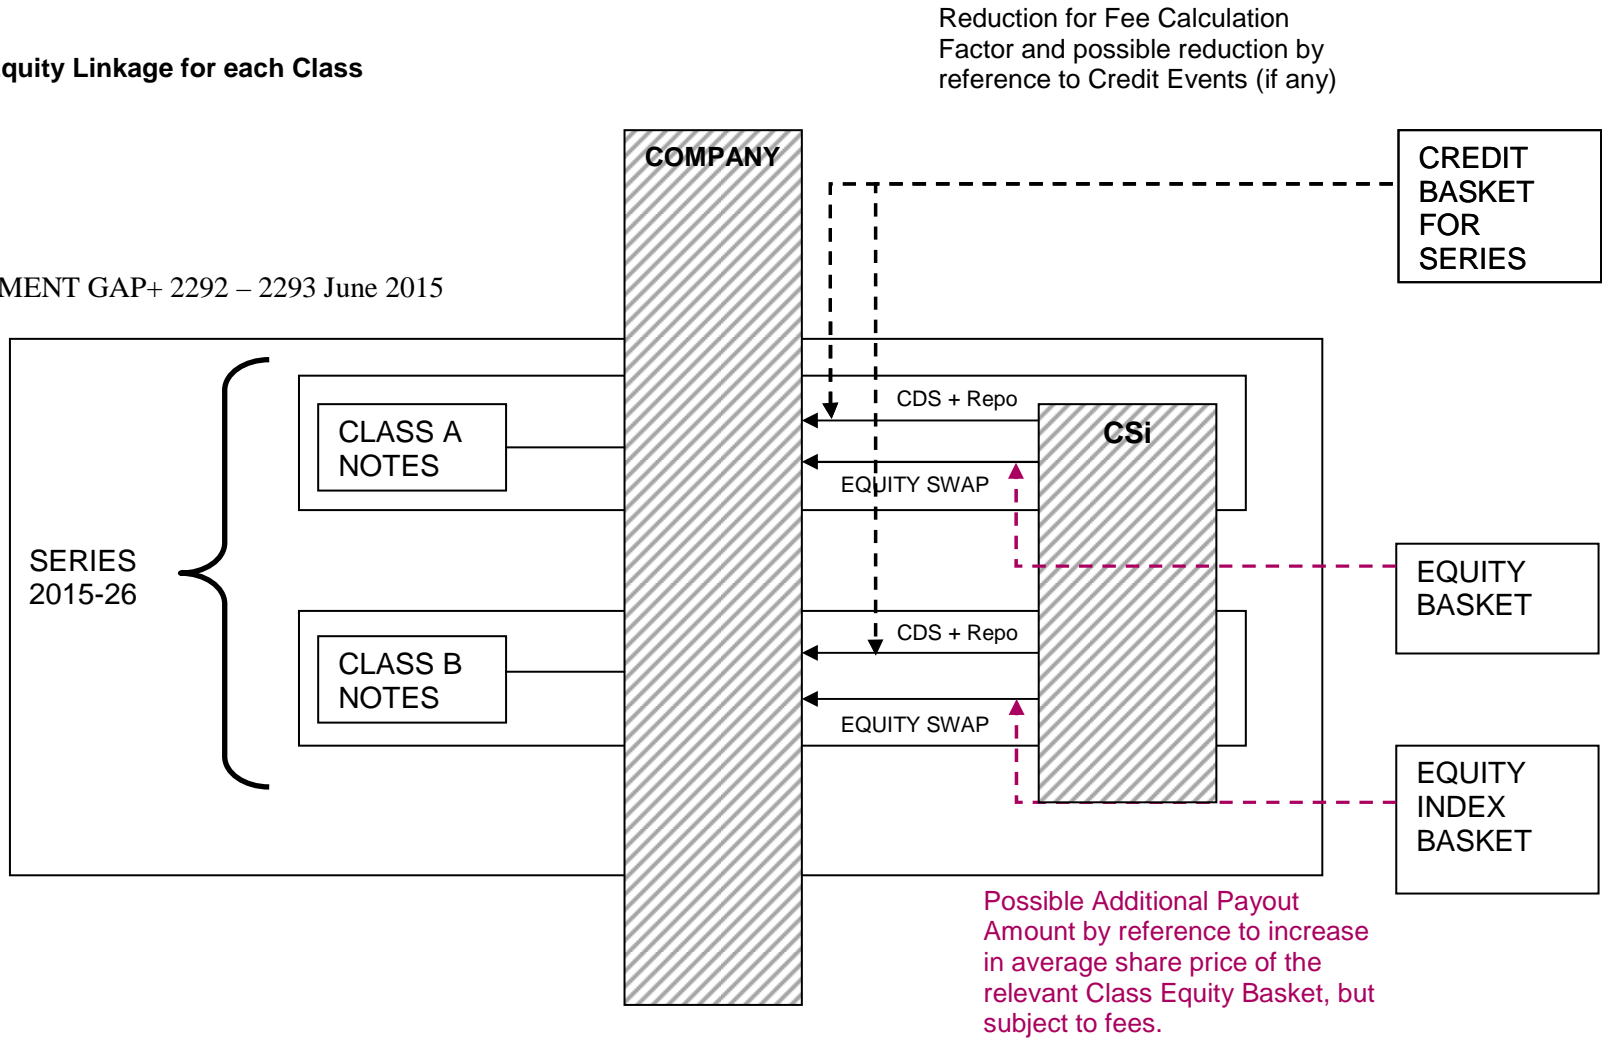 Reduction for Fee Calculation
Factor and possible reduction by
reference to Credit Events (if any)
quity Linkage for each Class
COMPANY
CREDIT
BASKET
FOR
SERIES
MENT GAP+ 2292 – 2293 June 2015
CDS + Repo
CLASS A
NOTES
CSi
EQUITY SWAP
SERIES
2015-26
EQUITY
BASKET
CDS + Repo
CLASS B
NOTES
EQUITY SWAP
EQUITY
INDEX
BASKET
Possible Additional Payout
Amount by reference to increase
in average share price of the
relevant Class Equity Basket, but
subject to fees.